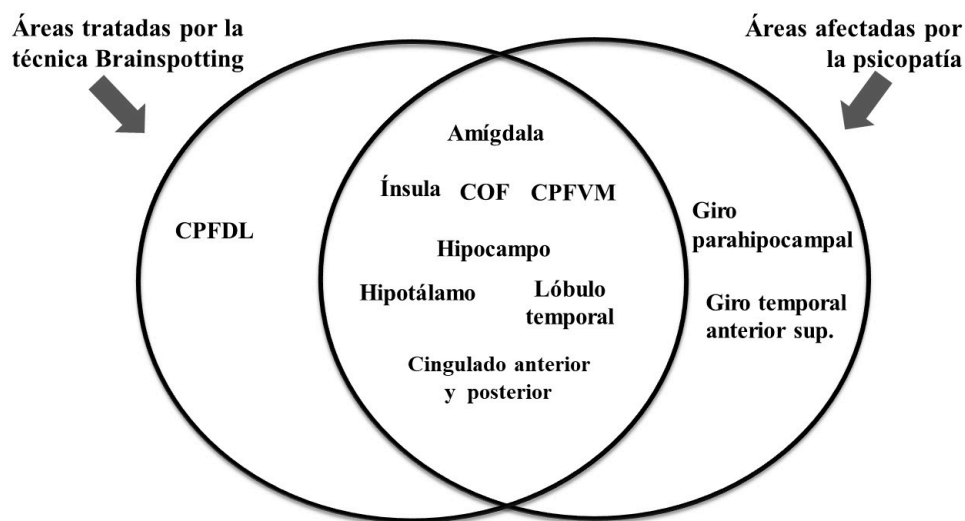 Áreas tratadas por la
técnica Brainspotting
Áreas afectadas por
la psicopatía
Amígdala
Ínsula COF CPFVM
CPFDL
Hipocampo
Hipotálamo
Lóbulo
temporal
Cingulado anterior
y posterior
Giro
parahipocampal
Giro temporal
anterior sup.